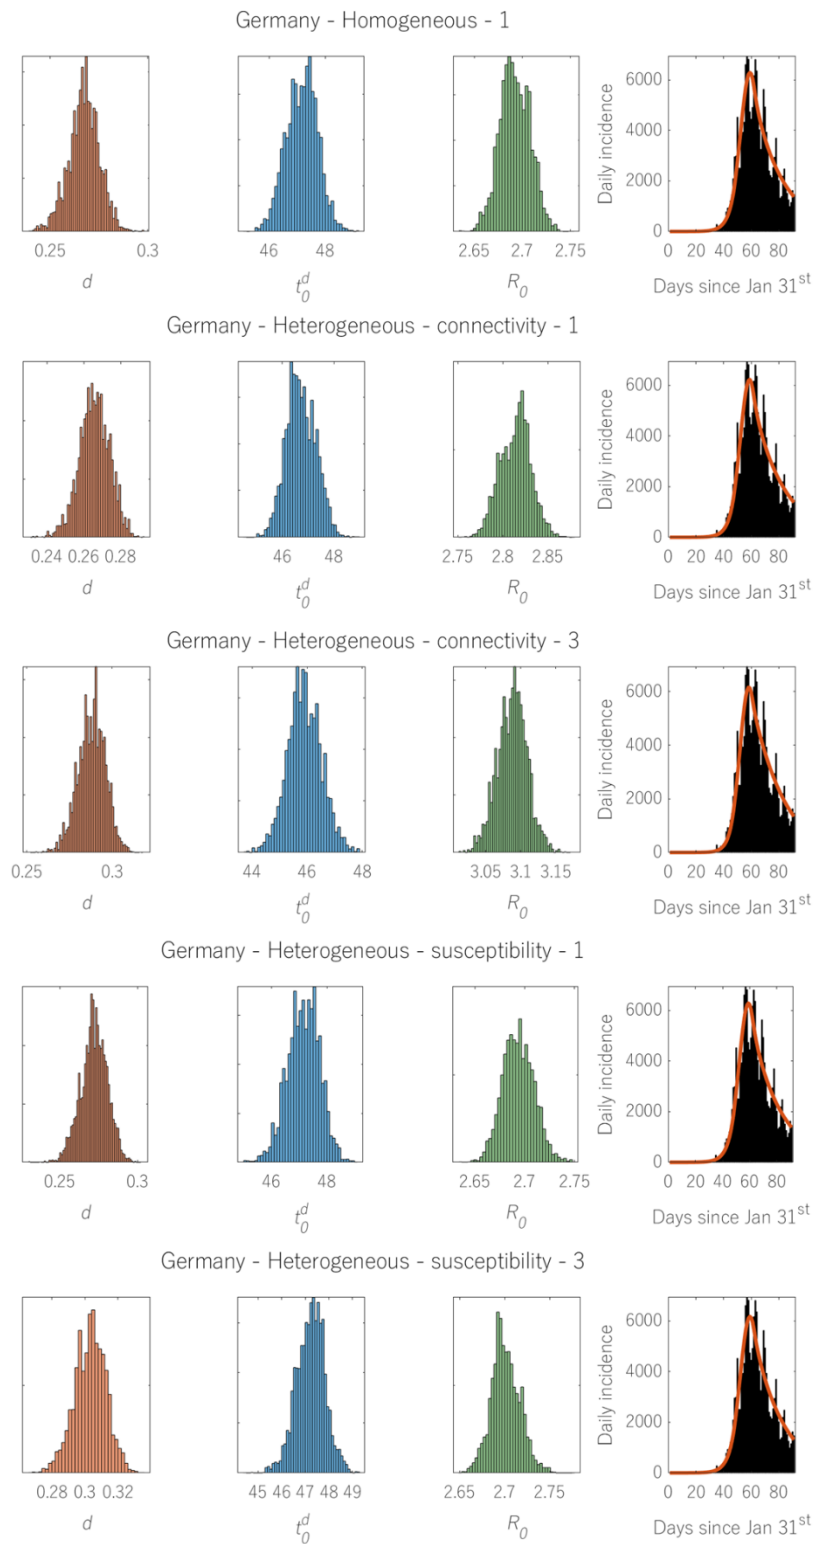 Germany - Homogeneous - 1
Daily incidence
6000
4000
2000
0
0.25 0.3
46 48
2.65 2.7 2.75
0 20 40 60 80
d
t₀ᵈ
R₀
Days since Jan 31ˢᵗ
Germany - Heterogeneous - connectivity - 1
Daily incidence
6000
4000
2000
0
0.24 0.26 0.28
46 48
2.75 2.8 2.85
0 20 40 60 80
d
t₀ᵈ
R₀
Days since Jan 31ˢᵗ
Germany - Heterogeneous - connectivity - 3
Daily incidence
6000
4000
2000
0
0.25 0.3
44 46 48
3.05 3.1 3.15
0 20 40 60 80
d
t₀ᵈ
R₀
Days since Jan 31ˢᵗ
Germany - Heterogeneous - susceptibility - 1
Daily incidence
6000
4000
2000
0
0.25 0.3
46 48
2.65 2.7 2.75
0 20 40 60 80
d
t₀ᵈ
R₀
Days since Jan 31ˢᵗ
Germany - Heterogeneous - susceptibility - 3
Daily incidence
6000
4000
2000
0
0.28 0.3 0.32
45 46 47 48 49
2.65 2.7 2.75
0 20 40 60 80
d
t₀ᵈ
R₀
Days since Jan 31ˢᵗ